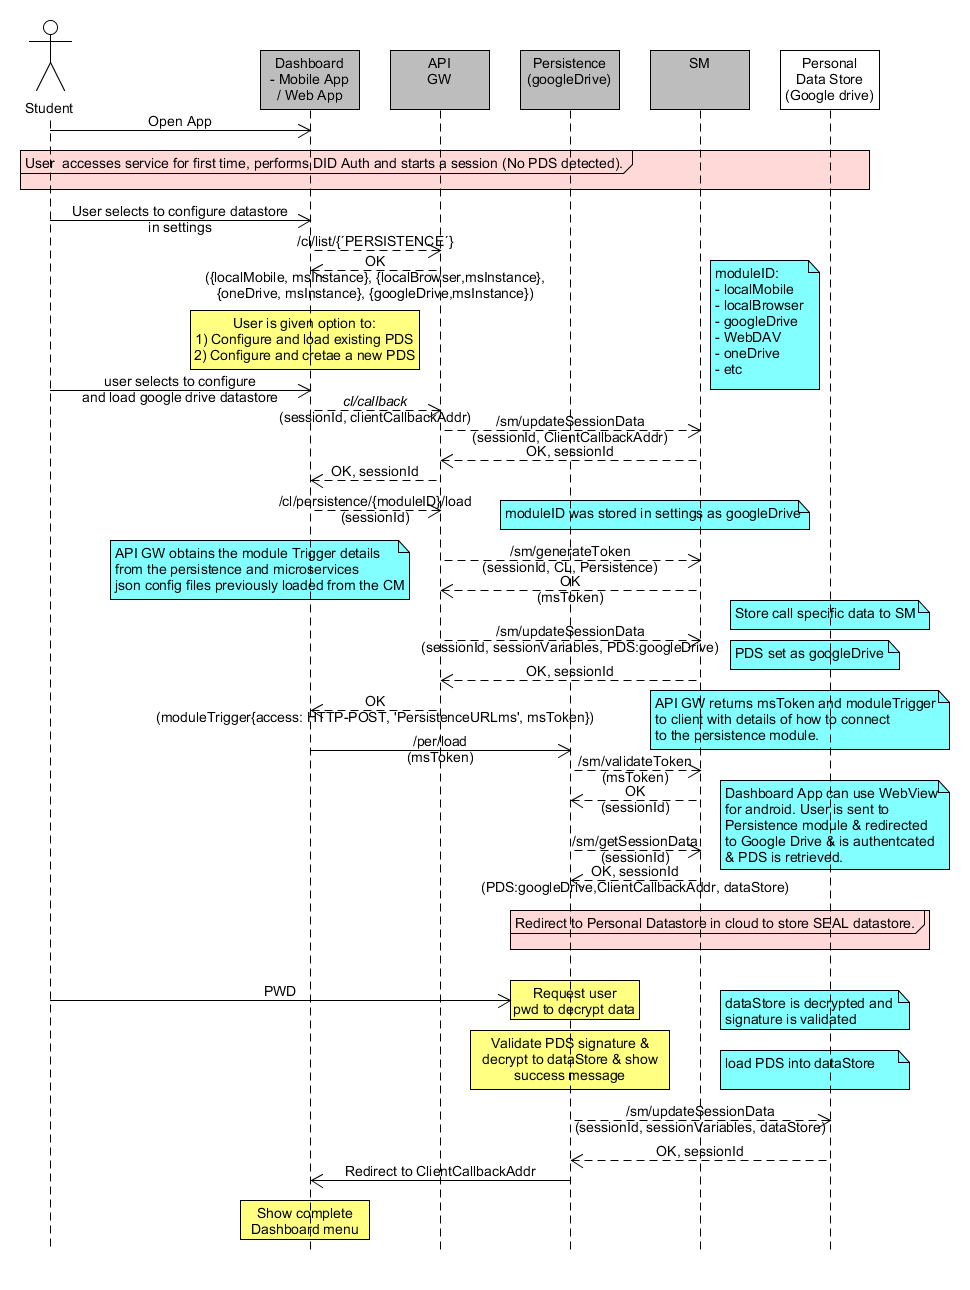 Student
Dashboard
- Mobile App
/ Web App
API
GW
Persistence
(googleDrive)
SM
Personal
Data Store
(Google drive)
Open App
User  accesses service for first time, performs DID Auth and starts a session (No PDS detected).
User selects to configure datastore
in settings
/cl/list/{´PERSISTENCE´}
OK
({localMobile, msInstance}, {localBrowser,msInstance},
{oneDrive, msInstance}, {googleDrive,msInstance})
moduleID:
- localMobile
- localBrowser
- googleDrive
- WebDAV
- oneDrive
- etc
User is given option to:
1) Configure and load existing PDS
2) Configure and cretae a new PDS
user selects to configure
and load google drive datastore
cl/callback
(sessionId, clientCallbackAddr)
/sm/updateSessionData
(sessionId, ClientCallbackAddr)
OK, sessionId
OK, sessionId
/cl/persistence/{moduleID}/load
(sessionId)
moduleID was stored in settings as googleDrive
API GW obtains the module Trigger details
from the persistence and microservices
json config files previously loaded from the CM
/sm/generateToken
(sessionId, CL, Persistence)
OK
(msToken)
Store call specific data to SM
/sm/updateSessionData
(sessionId, sessionVariables, PDS:googleDrive)
PDS set as googleDrive
OK, sessionId
OK
(moduleTrigger{access: HTTP-POST, 'PersistenceURLms', msToken})
API GW returns msToken and moduleTrigger
to client with details of how to connect
to the persistence module.
/per/load
(msToken)
/sm/validateToken
(msToken)
OK
(sessionId)
Dashboard App can use WebView
for android. User is sent to
Persistence module & redirected
to Google Drive & is authentcated
& PDS is retrieved.
/sm/getSessionData
(sessionId)
OK, sessionId
(PDS:googleDrive,ClientCallbackAddr, dataStore)
Redirect to Personal Datastore in cloud to store SEAL datastore.
PWD
Request user
pwd to decrypt data
dataStore is decrypted and
signature is validated
Validate PDS signature &
decrypt to dataStore & show
success message
load PDS into dataStore
/sm/updateSessionData
(sessionId, sessionVariables, dataStore)
OK, sessionId
Redirect to ClientCallbackAddr
Show complete
Dashboard menu